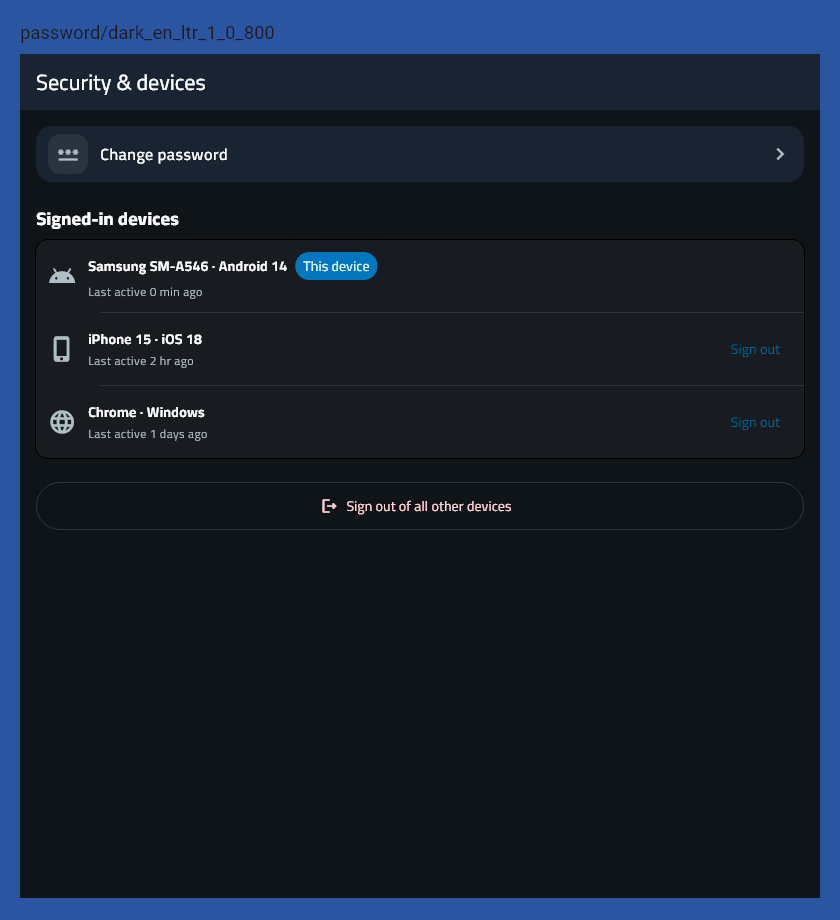 password/dark_en_ltr_1_0_800
Security & devices
Change password
Signed-in devices
Samsung SM-A546 · Android 14 This device
Last active 0 min ago
iPhone 15 · iOS 18
Last active 2 hr ago
Sign out
Chrome · Windows
Last active 1 days ago
Sign out
Sign out of all other devices